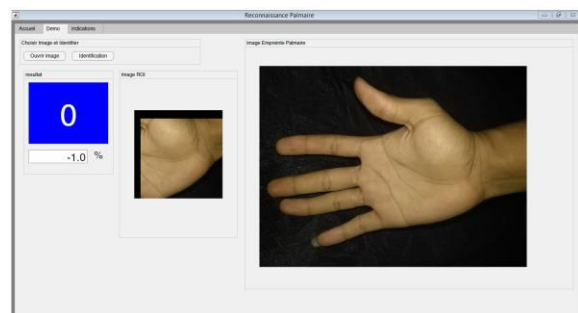 Reconnaissance Palmaire
Accueil Demo Indications
Choisir Image et Identifier
Ouvrir image Identification
resultat
0
-1.0 %
Image ROI
Image Empreinte Palmaire